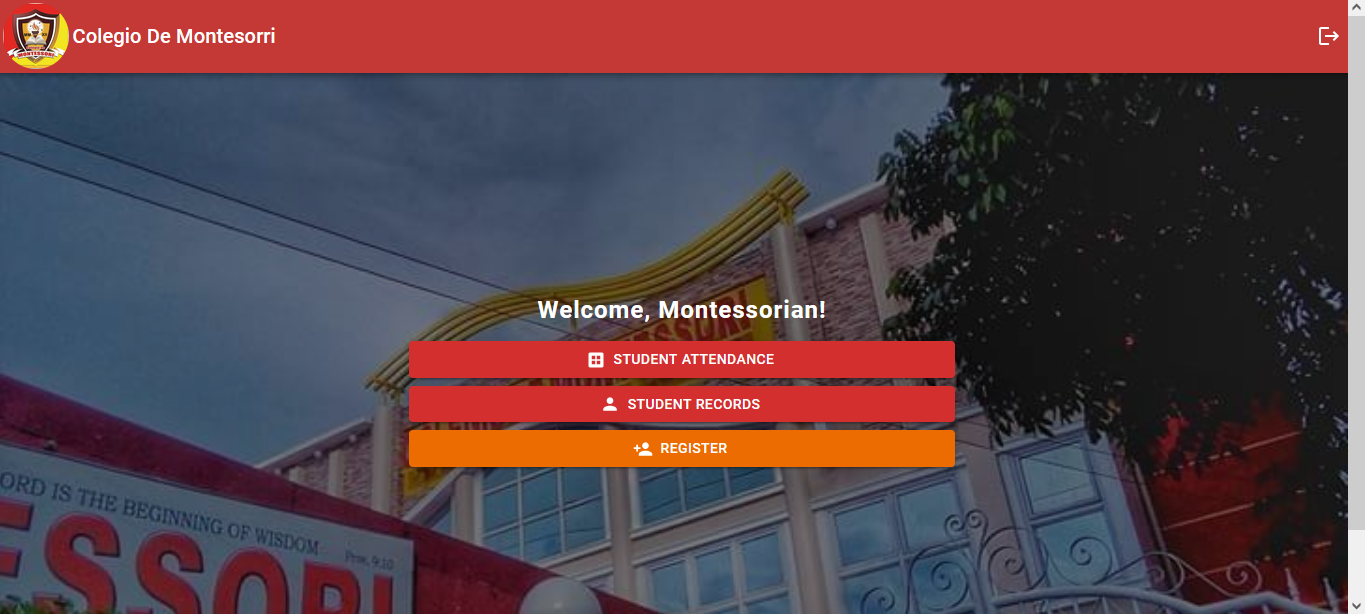 MONTESSORI
Colegio De Montesorri
Welcome, Montessorian!
STUDENT ATTENDANCE
STUDENT RECORDS
REGISTER
ORD IS THE BEGINNING OF WISDOM
Prov. 9:10
ESSORI